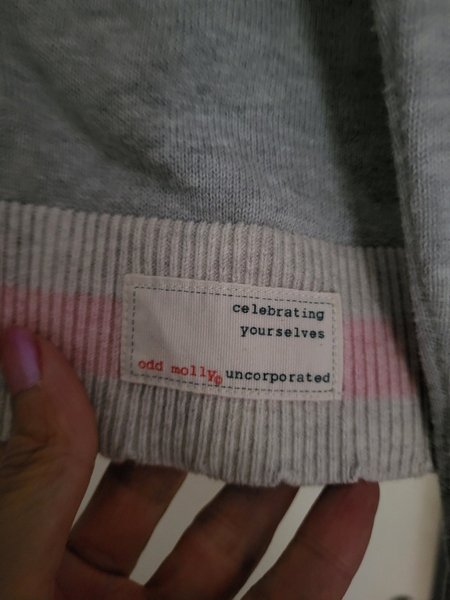 celebrating
yourselves
odd molly© uncorporated